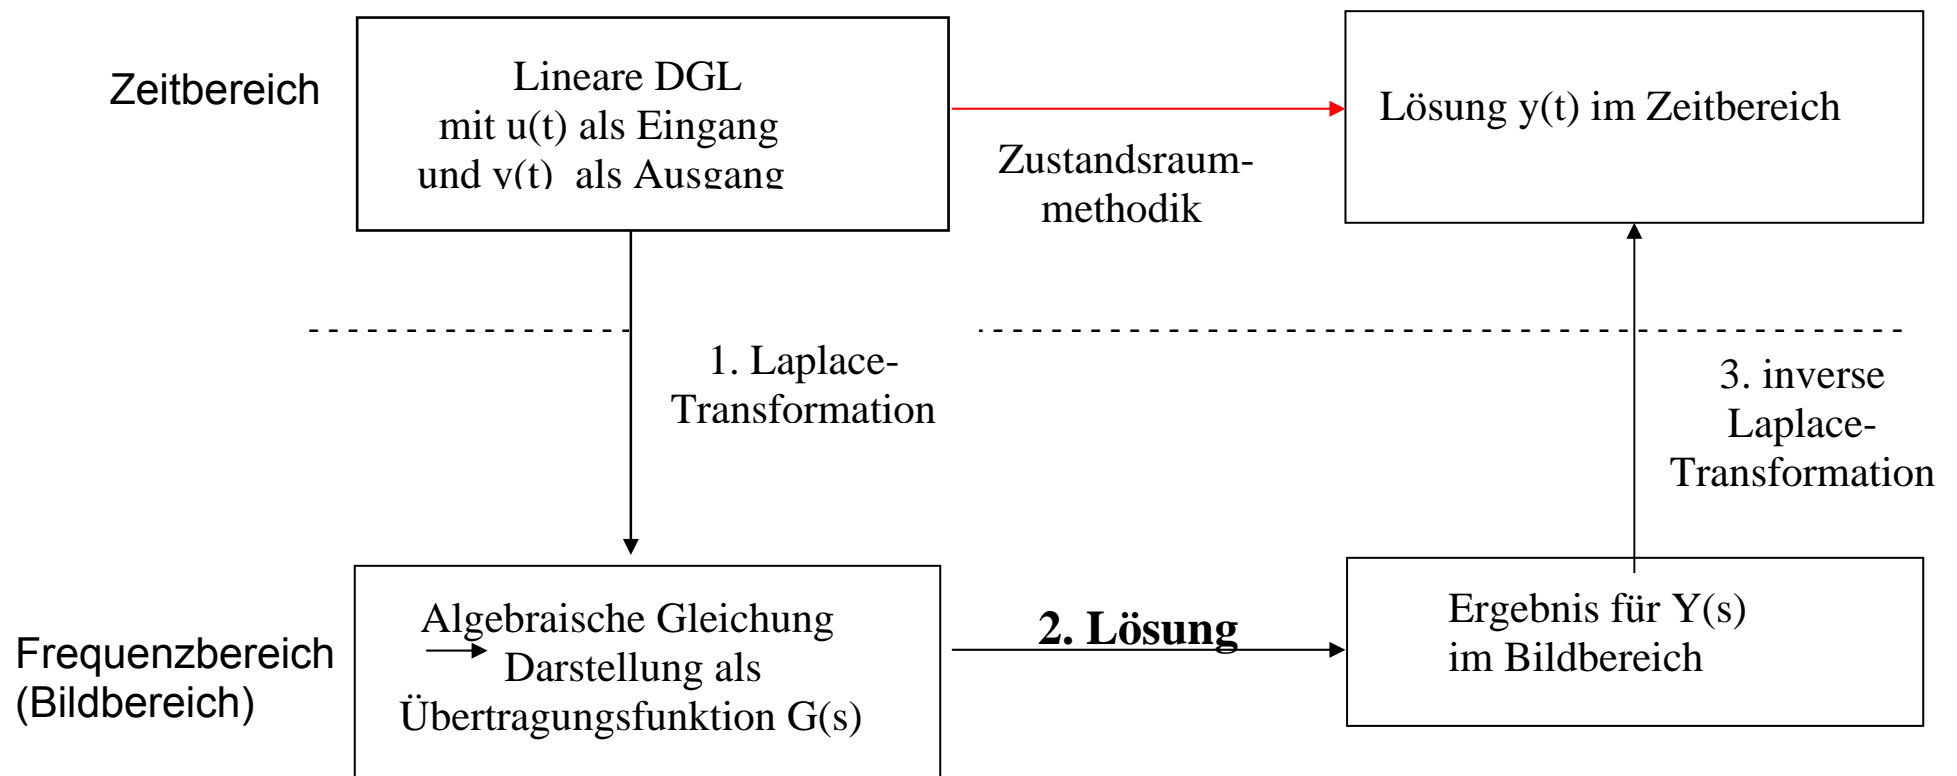 Zeitbereich
Lineare DGL
mit u(t) als Eingang
und y(t) als Ausgang
Zustandsraum-
methodik
Lösung y(t) im Zeitbereich
1. Laplace-
Transformation
3. inverse
Laplace-
Transformation
Frequenzbereich
(Bildbereich)
Algebraische Gleichung
Darstellung als
Übertragungsfunktion G(s)
2. Lösung
Ergebnis für Y(s)
im Bildbereich